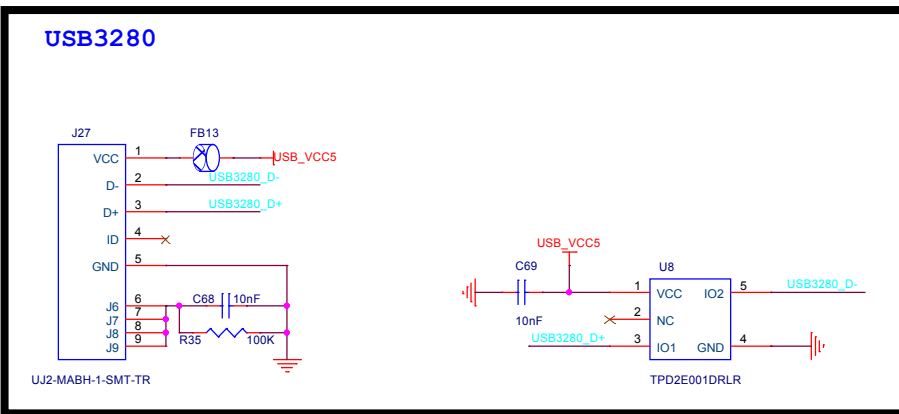 USB3280
J27
FB13
VCC
1
USB_VCC5
D-
2
USB3280_D-
D+
3
USB3280_D+
ID
4
GND
5
J6
6
C68
10nF
J7
7
J8
8
R35
100K
J9
9
UJ2-MABH-1-SMT-TR
USB_VCC5
C69
U8
10nF
1
VCC
IO2
5
USB3280_D-
2
NC
USB3280_D+
3
IO1
GND
4
TPD2E001DRLR